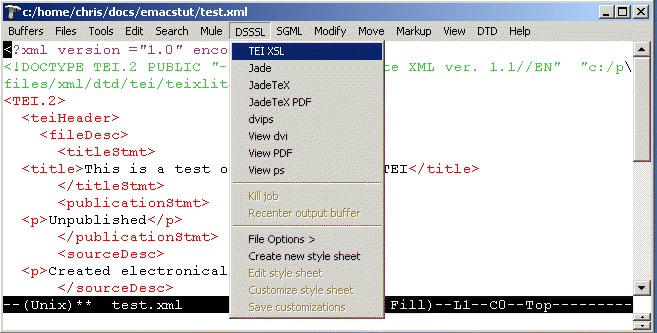 c:/home/chris/docs/emacstut/test.xml
Buffers Files Tools Edit Search Mule DSSSL SGML Modify Move Markup View DTD Help
<?xml version ="1.0" enco
<!DOCTYPE TEI.2 PUBLIC "- te XML ver. 1.1//EN" "c:/p\
files/xml/dtd/tei/teixlit
<TEI.2>
<teiHeader>
<fileDesc>
<titleStmt>
<title>This is a test o TEI</title>
</titleStmt>
<publicationStmt>
<p>Unpublished</p>
</publicationStmt>
<sourceDesc>
<p>Created electronical
</sourceDesc>
--(Unix)** test.xml Fill)--L1--C0--Top---------
TEI XSL
Jade
JadeTeX
JadeTeX PDF
dvips
View dvi
View PDF
View ps
Kill job
Recenter output buffer
File Options >
Create new style sheet
Edit style sheet
Customize style sheet
Save customizations